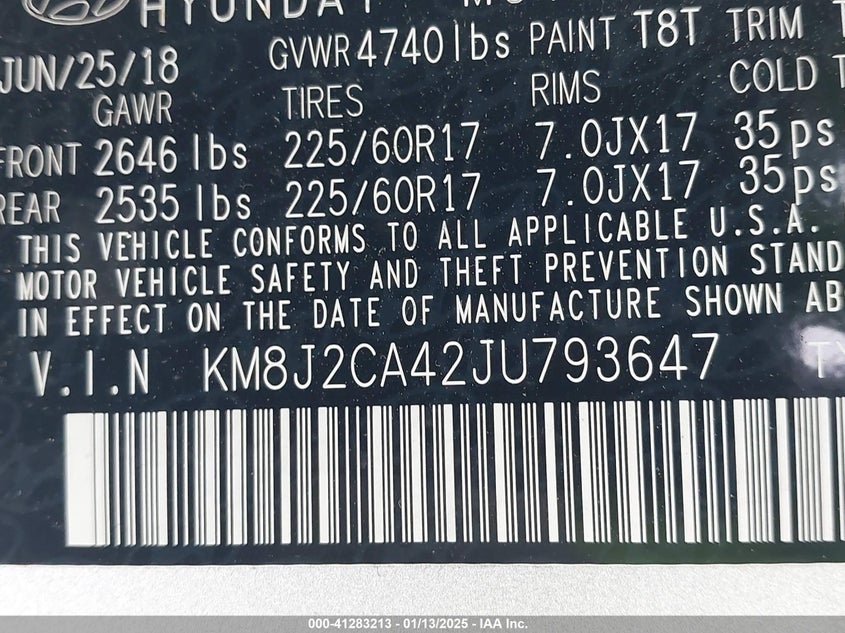 HYUNDAI MO
JUN/25/18 GVWR 4740 lbs PAINT T8T TRIM T
GAWR TIRES RIMS COLD T
FRONT 2646 lbs 225/60R17 7.0JX17 35ps
REAR 2535 lbs 225/60R17 7.0JX17 35ps
THIS VEHICLE CONFORMS TO ALL APPLICABLE U.S.A.
MOTOR VEHICLE SAFETY AND THEFT PREVENTION STAND
IN EFFECT ON THE DATE OF MANUFACTURE SHOWN AB
V.I.N KM8J2CA42JU793647 TY
000-41283213 - 01/13/2025 - IAA Inc.